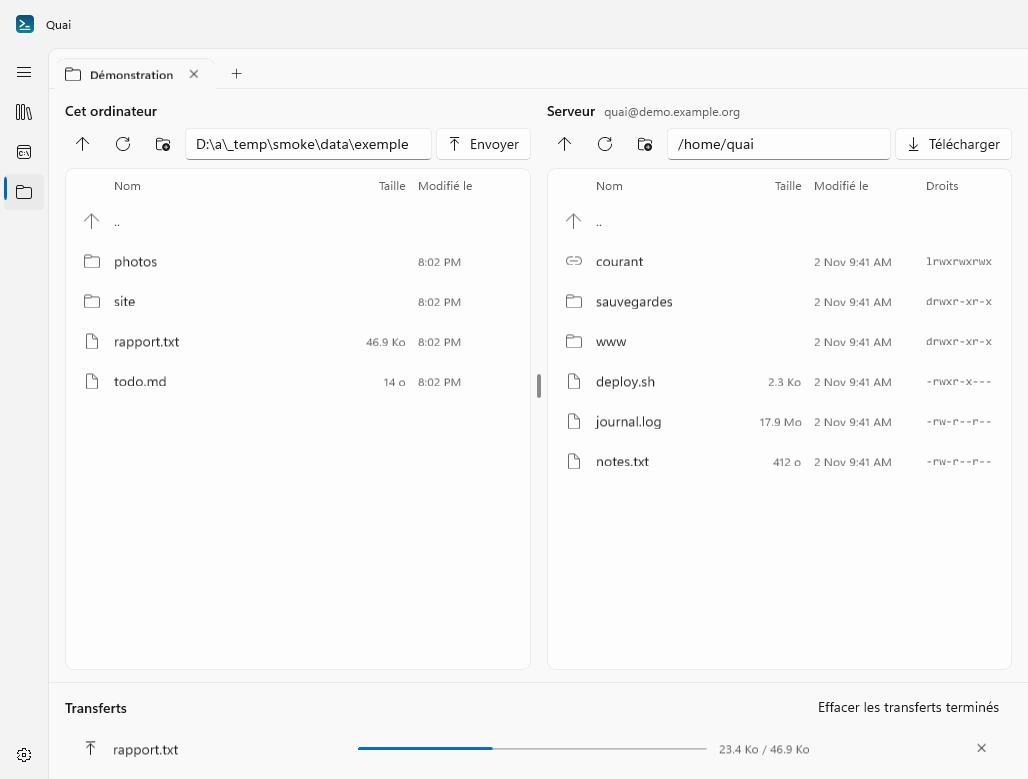 Quai
Démonstration
Cet ordinateur
D:\a\_temp\smoke\data\exemple
Envoyer
Nom Taille Modifié le
..
photos 8:02 PM
site 8:02 PM
rapport.txt 46.9 Ko 8:02 PM
todo.md 14 o 8:02 PM
Serveur quai@demo.example.org
/home/quai
Télécharger
Nom Taille Modifié le Droits
..
courant 2 Nov 9:41 AM lrwxrwxrwx
sauvegardes 2 Nov 9:41 AM drwxr-xr-x
www 2 Nov 9:41 AM drwxr-xr-x
deploy.sh 2.3 Ko 2 Nov 9:41 AM -rwxr-x---
journal.log 17.9 Mo 2 Nov 9:41 AM -rw-r--r--
notes.txt 412 o 2 Nov 9:41 AM -rw-r--r--
Transferts
Effacer les transferts terminés
rapport.txt 23.4 Ko / 46.9 Ko